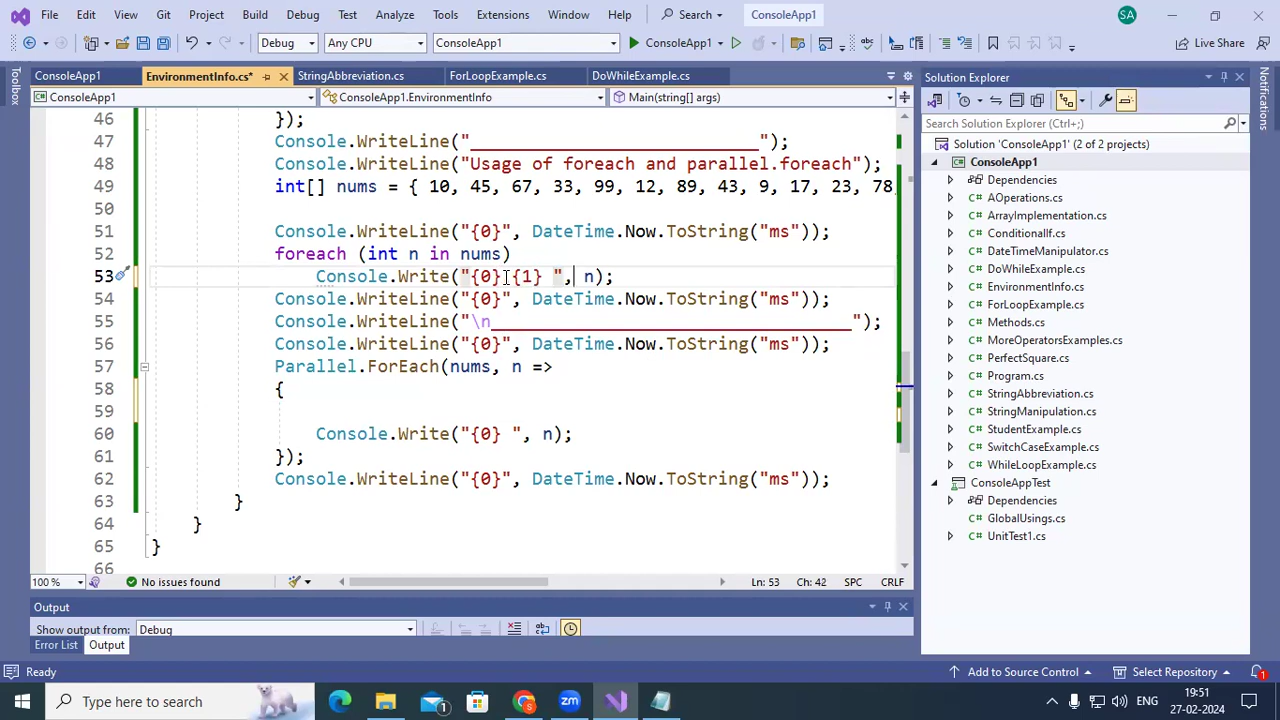 File Edit View Git Project Build Debug Test Analyze Tools Extensions Window Help Search ConsoleApp1 SA
Debug Any CPU ConsoleApp1 ConsoleApp1 Live Share
ConsoleApp1 EnvironmentInfo.cs* StringAbbreviation.cs ForLoopExample.cs DoWhileExample.cs
ConsoleApp1 ConsoleApp1.EnvironmentInfo Main(string[] args)
Toolbox
46 });
47 Console.WriteLine("____________________________");
48 Console.WriteLine("Usage of foreach and parallel.foreach");
49 int[] nums = { 10, 45, 67, 33, 99, 12, 89, 43, 9, 17, 23, 78,
50
51 Console.WriteLine("{0}", DateTime.Now.ToString("ms"));
52 foreach (int n in nums)
53 Console.Write("{0} {1} ", n);
54 Console.WriteLine("{0}", DateTime.Now.ToString("ms"));
55 Console.WriteLine("\n___________________________________");
56 Console.WriteLine("{0}", DateTime.Now.ToString("ms"));
57 Parallel.ForEach(nums, n =>
58 {
59
60 Console.Write("{0} ", n);
61 });
62 Console.WriteLine("{0}", DateTime.Now.ToString("ms"));
63 }
64 }
65 }
66
100 % No issues found Ln: 53 Ch: 42 SPC CRLF
Output
Show output from: Debug
Error List Output
Solution Explorer
Search Solution Explorer (Ctrl+;)
Solution 'ConsoleApp1' (2 of 2 projects)
ConsoleApp1
Dependencies
AOperations.cs
ArrayImplementation.cs
ConditionalIf.cs
DateTimeManipulator.cs
DoWhileExample.cs
EnvironmentInfo.cs
ForLoopExample.cs
Methods.cs
MoreOperatorsExamples.cs
PerfectSquare.cs
Program.cs
StringAbbreviation.cs
StringManipulation.cs
StudentExample.cs
SwitchCaseExample.cs
WhileLoopExample.cs
ConsoleAppTest
Dependencies
GlobalUsings.cs
UnitTest1.cs
Notifications
Ready Add to Source Control Select Repository 1
Type here to search 1 zm ENG 19:51
27-02-2024